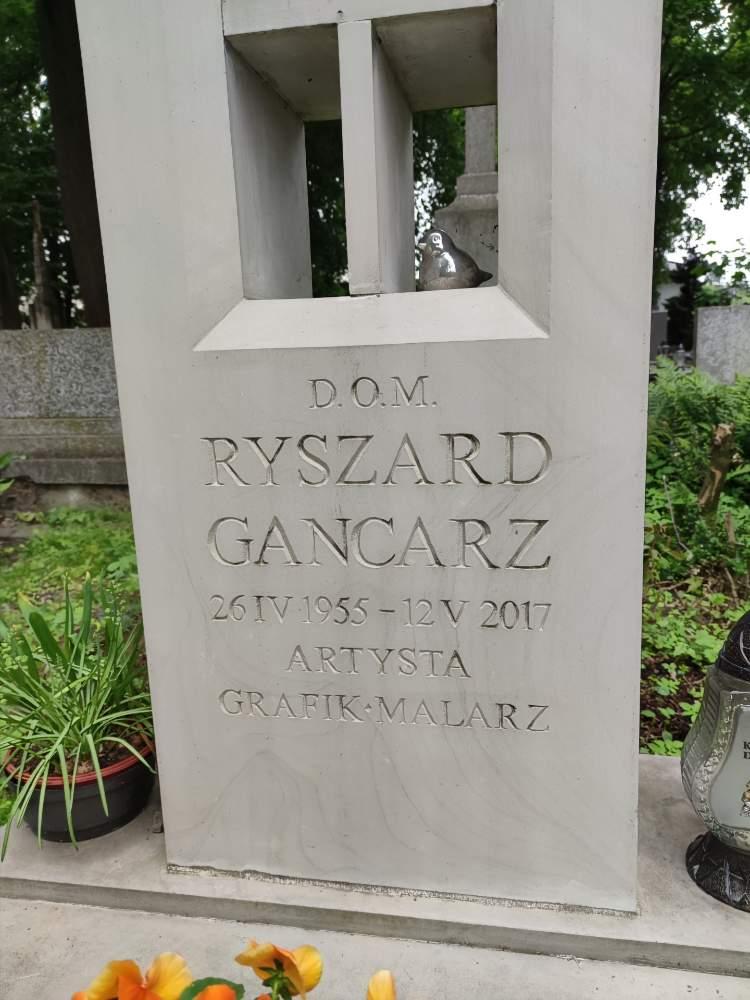 D.O.M.
RYSZARD
GANCARZ
26 IV 1955 – 12 V 2017
ARTYSTA
GRAFIK·MALARZ